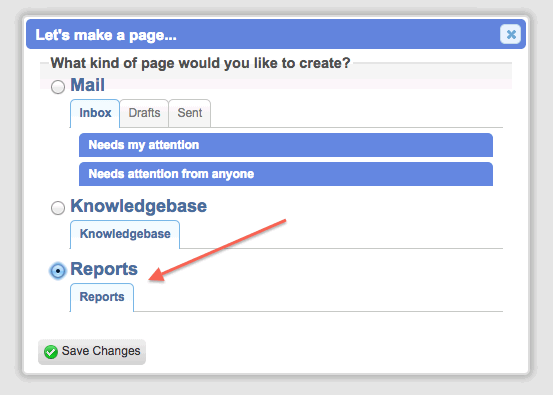 Let's make a page...
What kind of page would you like to create?
Mail
Inbox Drafts Sent
Needs my attention
Needs attention from anyone
Knowledgebase
Knowledgebase
Reports
Reports
Save Changes